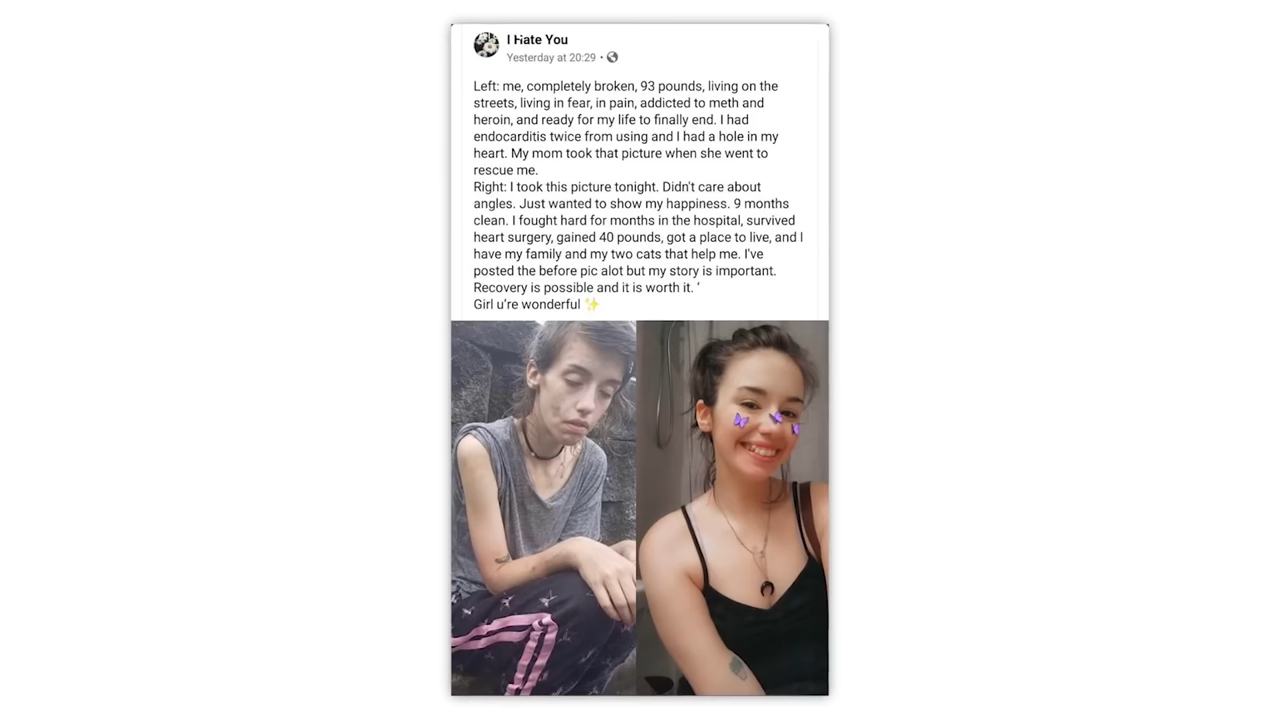 I Hate You
Yesterday at 20:29 •
Left: me, completely broken, 93 pounds, living on the
streets, living in fear, in pain, addicted to meth and
heroin, and ready for my life to finally end. I had
endocarditis twice from using and I had a hole in my
heart. My mom took that picture when she went to
rescue me.
Right: I took this picture tonight. Didn't care about
angles. Just wanted to show my happiness. 9 months
clean. I fought hard for months in the hospital, survived
heart surgery, gained 40 pounds, got a place to live, and I
have my family and my two cats that help me. I've
posted the before pic alot but my story is important.
Recovery is possible and it is worth it. ‘
Girl u’re wonderful ✨